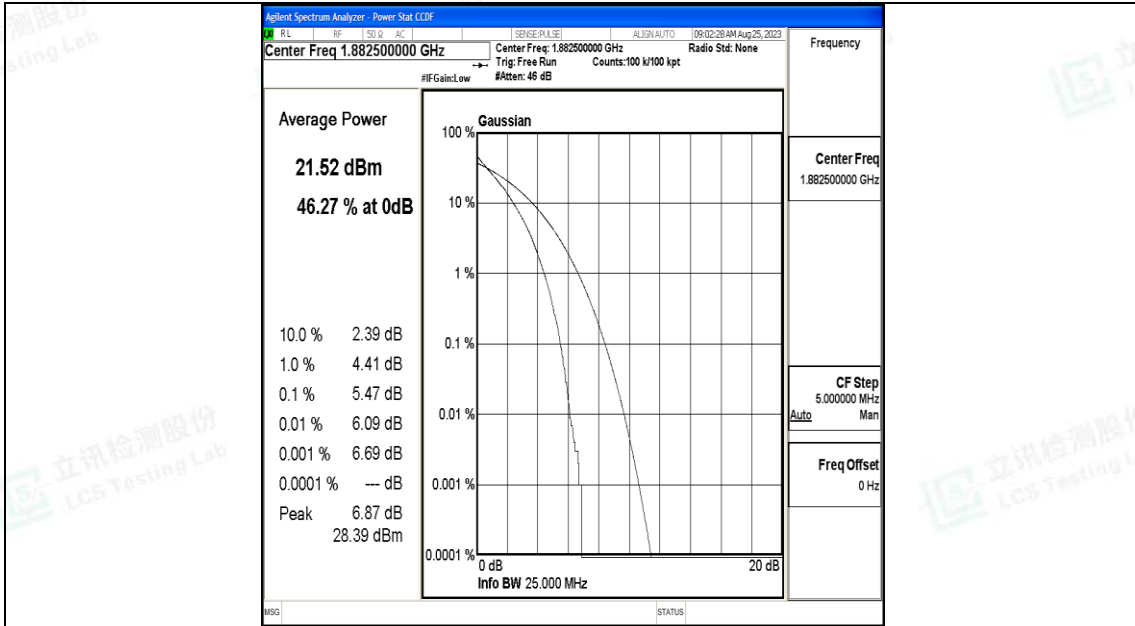 Agilent Spectrum Analyzer - Power Stat CCDF
RL RF 50 Ω AC SENSE:PULSE ALIGN AUTO 09:02:28 AM Aug 25, 2023
Center Freq 1.882500000 GHz
Center Freq: 1.882500000 GHz Radio Std: None
Trig: Free Run Counts:100 k/100 kpt
#IFGain:Low #Atten: 46 dB
Frequency
Average Power
21.52 dBm
46.27 % at 0dB
10.0 % 2.39 dB
1.0 % 4.41 dB
0.1 % 5.47 dB
0.01 % 6.09 dB
0.001 % 6.69 dB
0.0001 % --- dB
Peak 6.87 dB
28.39 dBm
Gaussian
100 %
10 %
1 %
0.1 %
0.01 %
0.001 %
0.0001 %
0 dB 20 dB
Info BW 25.000 MHz
Center Freq
1.882500000 GHz
CF Step
5.000000 MHz
Auto Man
Freq Offset
0 Hz
MSG STATUS
立讯检测股份
LCS Testing Lab
立讯检测股份
LCS Testing L